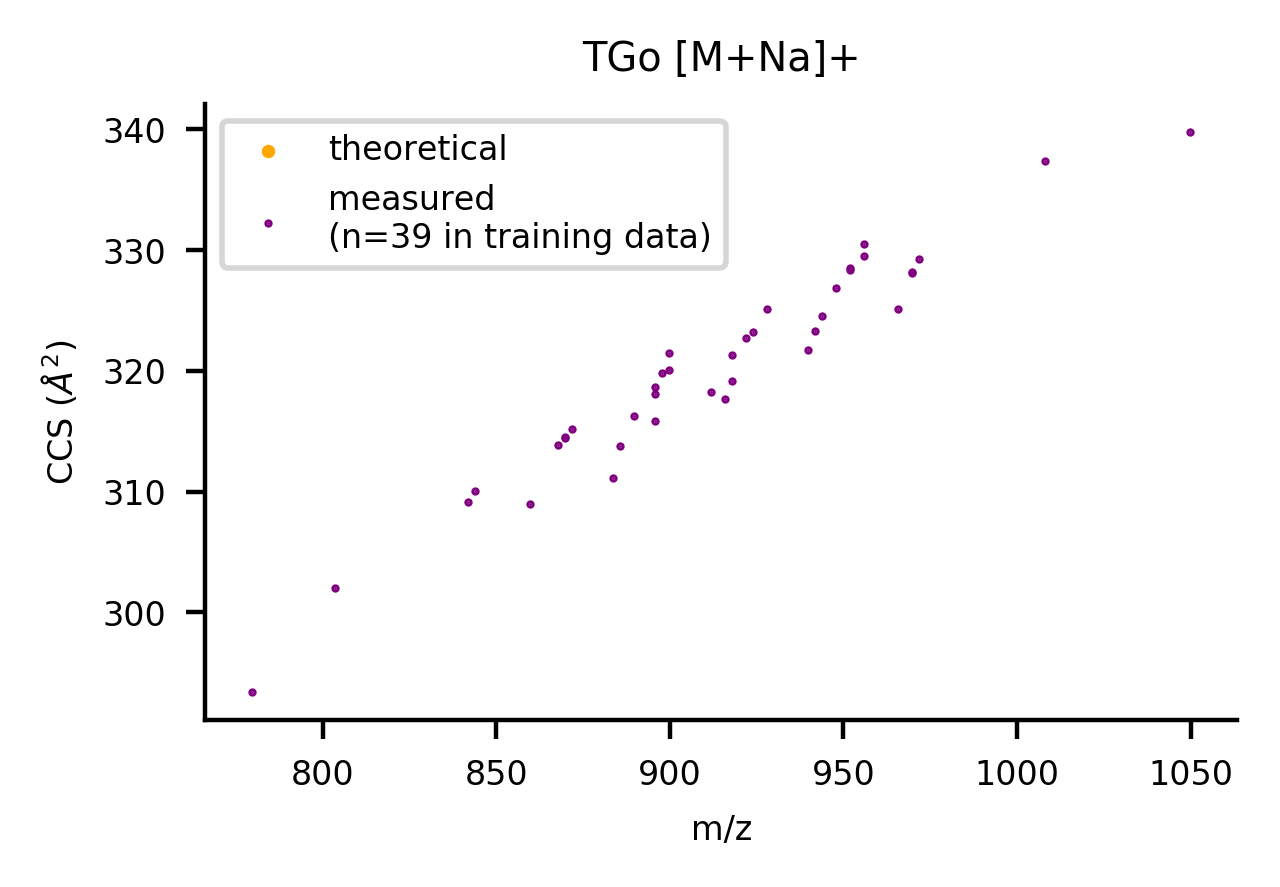 TGo [M+Na]+
theoretical
measured
(n=39 in training data)
CCS (Å²)
340
330
320
310
300
800 850 900 950 1000 1050
m/z